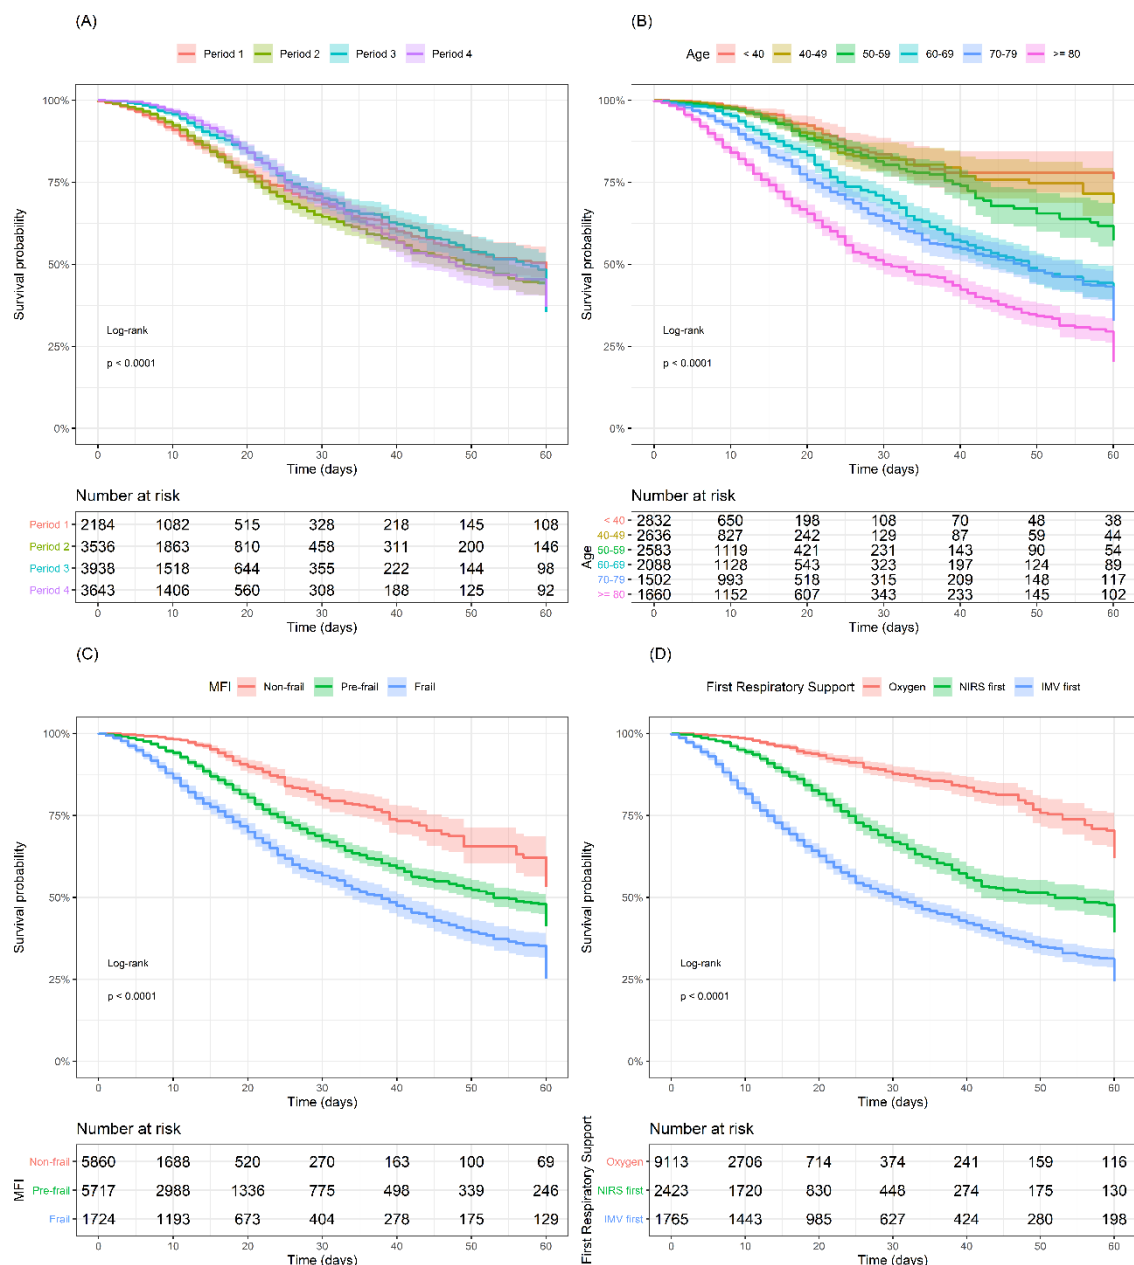 (A)
Period 1 Period 2 Period 3 Period 4
100%
75%
50%
25%
0%
Survival probability
Log-rank
p < 0.0001
0 10 20 30 40 50 60
Time (days)
Number at risk
Period 1 2184 1082 515 328 218 145 108
Period 2 3536 1863 810 458 311 200 146
Period 3 3938 1518 644 355 222 144 98
Period 4 3643 1406 560 308 188 125 92
0 10 20 30 40 50 60
Time (days)
(B)
Age < 40 40-49 50-59 60-69 70-79 >= 80
100%
75%
50%
25%
0%
Survival probability
Log-rank
p < 0.0001
0 10 20 30 40 50 60
Time (days)
Number at risk
Age
< 40 2832 650 198 108 70 48 38
40-49 2636 827 242 129 87 59 44
50-59 2583 1119 421 231 143 90 54
60-69 2088 1128 543 323 197 124 89
70-79 1502 993 518 315 209 148 117
>= 80 1660 1152 607 343 233 145 102
0 10 20 30 40 50 60
Time (days)
(C)
MFI Non-frail Pre-frail Frail
100%
75%
50%
25%
0%
Survival probability
Log-rank
p < 0.0001
0 10 20 30 40 50 60
Time (days)
Number at risk
MFI
Non-frail 5860 1688 520 270 163 100 69
Pre-frail 5717 2988 1336 775 498 339 246
Frail 1724 1193 673 404 278 175 129
0 10 20 30 40 50 60
Time (days)
(D)
First Respiratory Support Oxygen NIRS first IMV first
100%
75%
50%
25%
0%
Survival probability
Log-rank
p < 0.0001
0 10 20 30 40 50 60
Time (days)
Number at risk
First Respiratory Support
Oxygen 9113 2706 714 374 241 159 116
NIRS first 2423 1720 830 448 274 175 130
IMV first 1765 1443 985 627 424 280 198
0 10 20 30 40 50 60
Time (days)